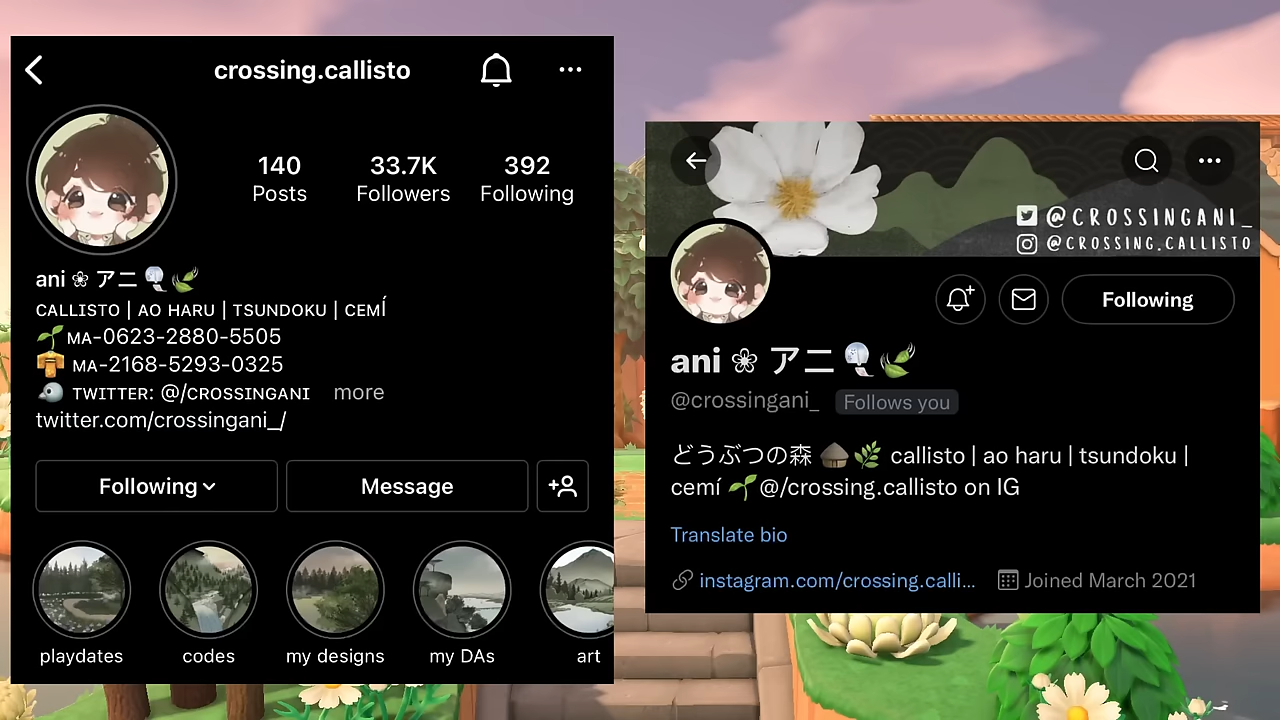 crossing.callisto
140
Posts
33.7K
Followers
392
Following
ani ❀ アニ 🎐🍃
CALLISTO | AO HARU | TSUNDOKU | CEMÍ
🌱 MA-0623-2880-5505
👘 MA-2168-5293-0325
🐦 TWITTER: @/CROSSINGANI more
twitter.com/crossingani_/
Following
Message
playdates
codes
my designs
my DAs
art
@CROSSINGANI_
@CROSSING.CALLISTO
Following
ani ❀ アニ 🎐🍃
@crossingani_ Follows you
どうぶつの森 🛖🌿 callisto | ao haru | tsundoku |
cemí 🌱 @/crossing.callisto on IG
Translate bio
instagram.com/crossing.calli...
Joined March 2021